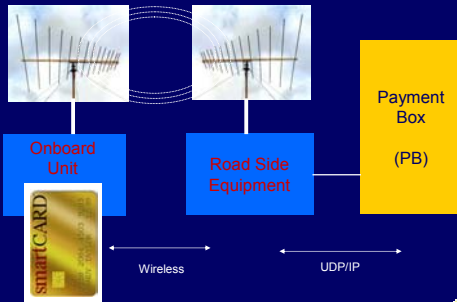 Onboard
Unit
Road Side
Equipment
Payment
Box
(PB)
smartCARD
Wireless
UDP/IP